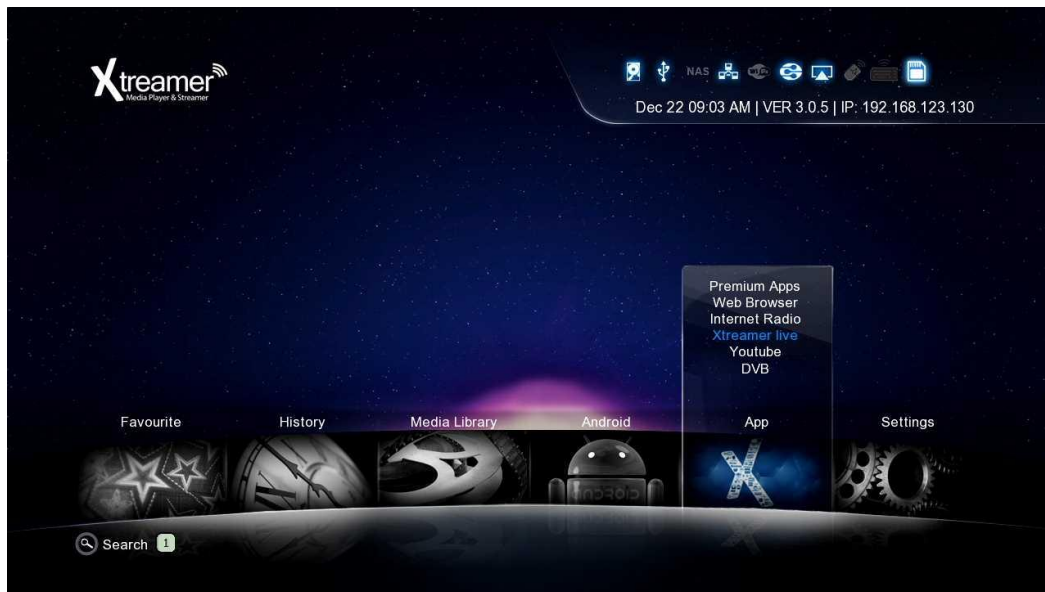 Xtreamer
Media Player & Streamer
NAS
Dec 22 09:03 AM | VER 3.0.5 | IP: 192.168.123.130
Premium Apps
Web Browser
Internet Radio
Xtreamer live
Youtube
DVB
Favourite
History
Media Library
Android
App
Settings
ANDROID
Search 1